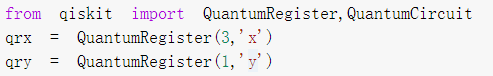 from qiskit import QuantumRegister,QuantumCircuit
qrx = QuantumRegister(3,'x')
qry = QuantumRegister(1,'y')